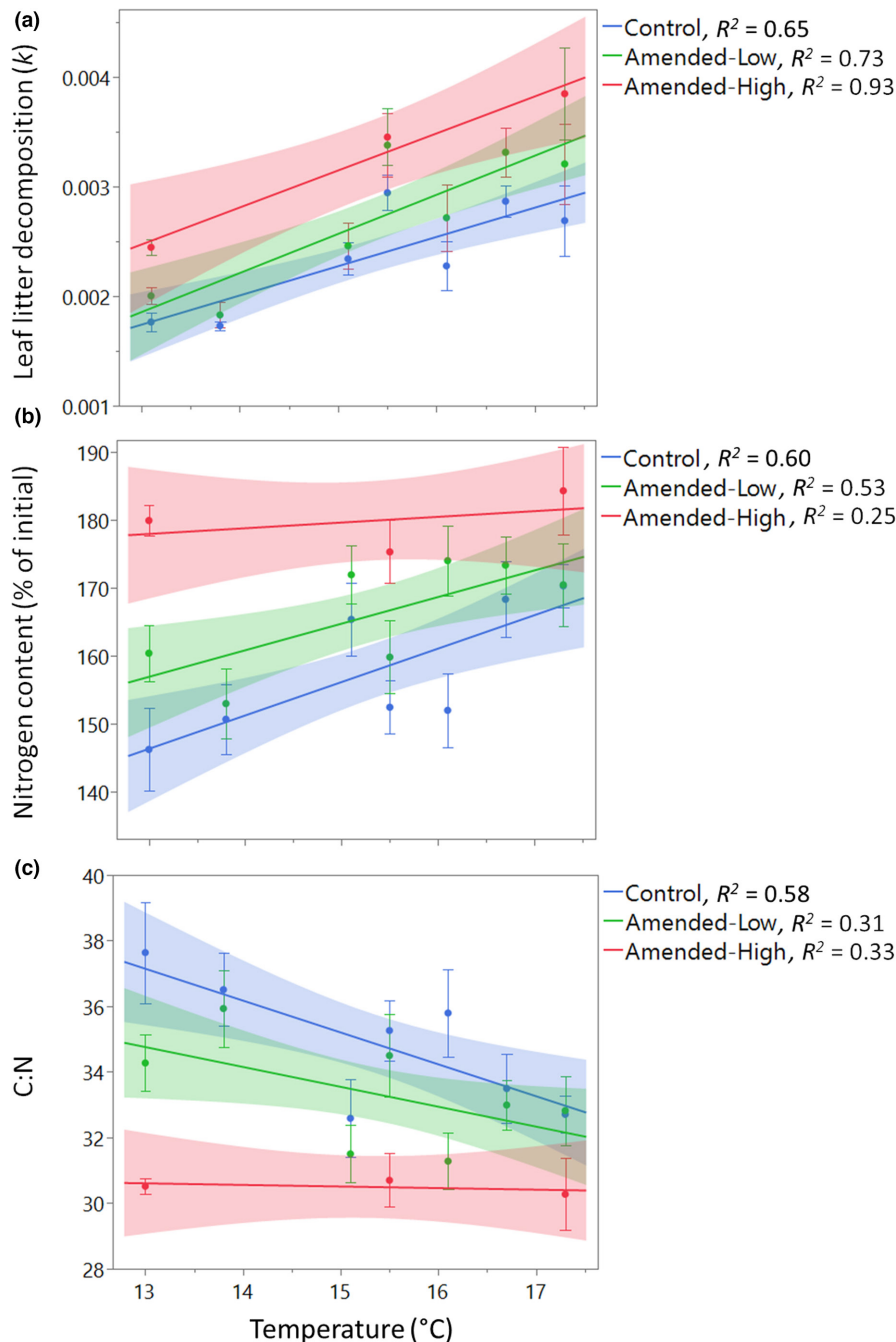 (a)
Leaf litter decomposition (k)
0.004
0.003
0.002
0.001
Control, R² = 0.65
Amended-Low, R² = 0.73
Amended-High, R² = 0.93
(b)
Nitrogen content (% of initial)
190
180
170
160
150
140
Control, R² = 0.60
Amended-Low, R² = 0.53
Amended-High, R² = 0.25
(c)
C:N
40
38
36
34
32
30
28
Control, R² = 0.58
Amended-Low, R² = 0.31
Amended-High, R² = 0.33
13 14 15 16 17
Temperature (°C)